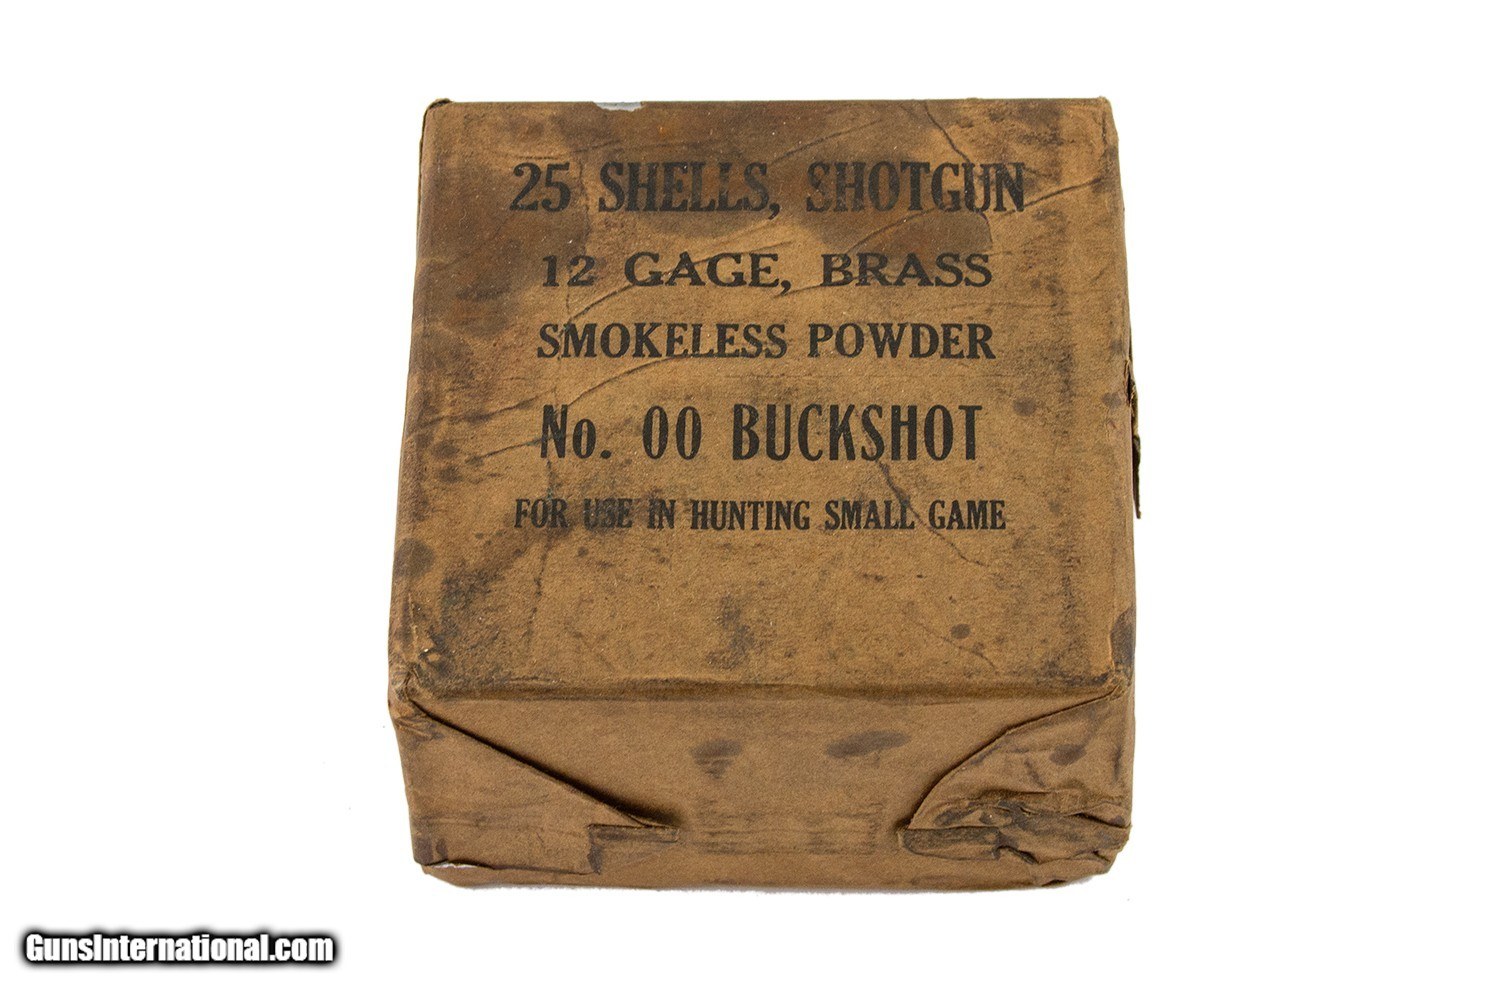 25 SHELLS, SHOTGUN
12 GAGE, BRASS
SMOKELESS POWDER
No. 00 BUCKSHOT
FOR USE IN HUNTING SMALL GAME
GunsInternational.com